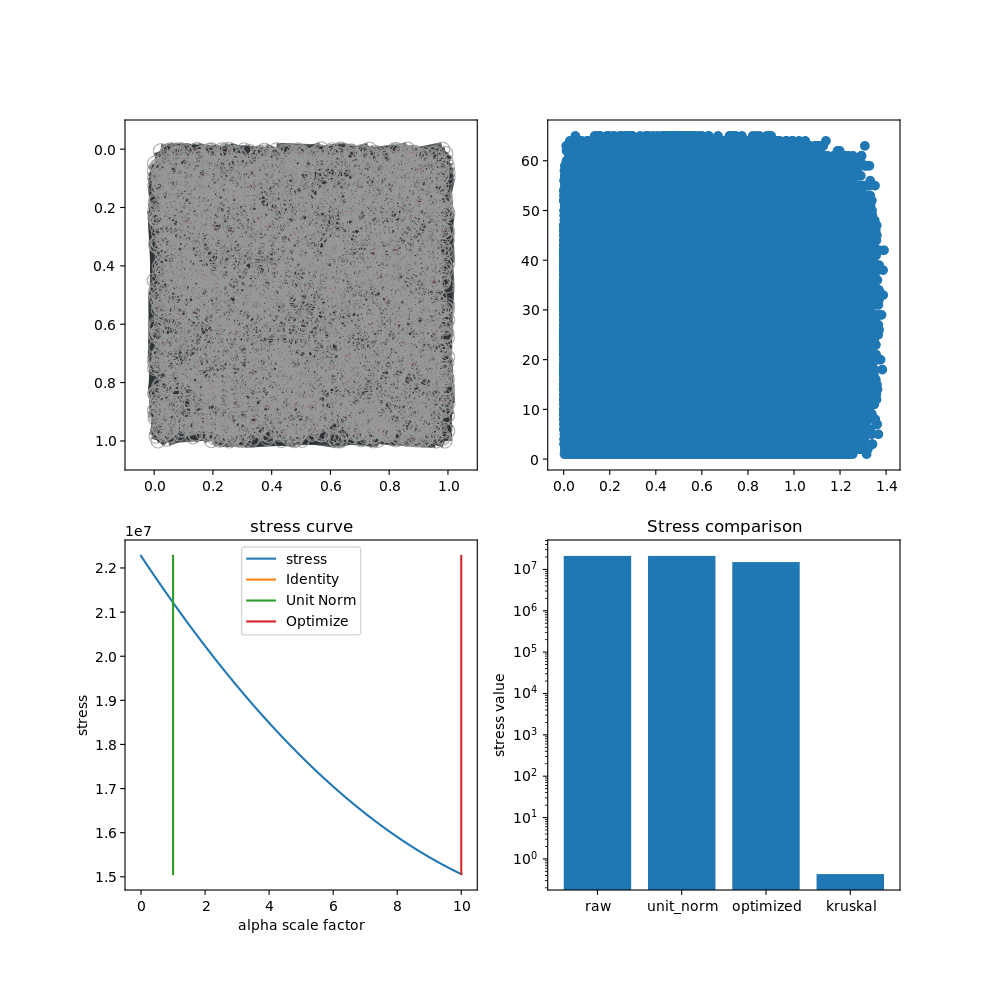 0.0
0.2
0.4
0.6
0.8
1.0
0.0 0.2 0.4 0.6 0.8 1.0
60
50
40
30
20
10
0
0.0 0.2 0.4 0.6 0.8 1.0 1.2 1.4
stress curve
1e7
2.2
2.1
2.0
1.9
1.8
1.7
1.6
1.5
stress
stress
Identity
Unit Norm
Optimize
0 2 4 6 8 10
alpha scale factor
Stress comparison
10^7
10^6
10^5
10^4
10^3
10^2
10^1
10^0
stress value
raw unit_norm optimized kruskal